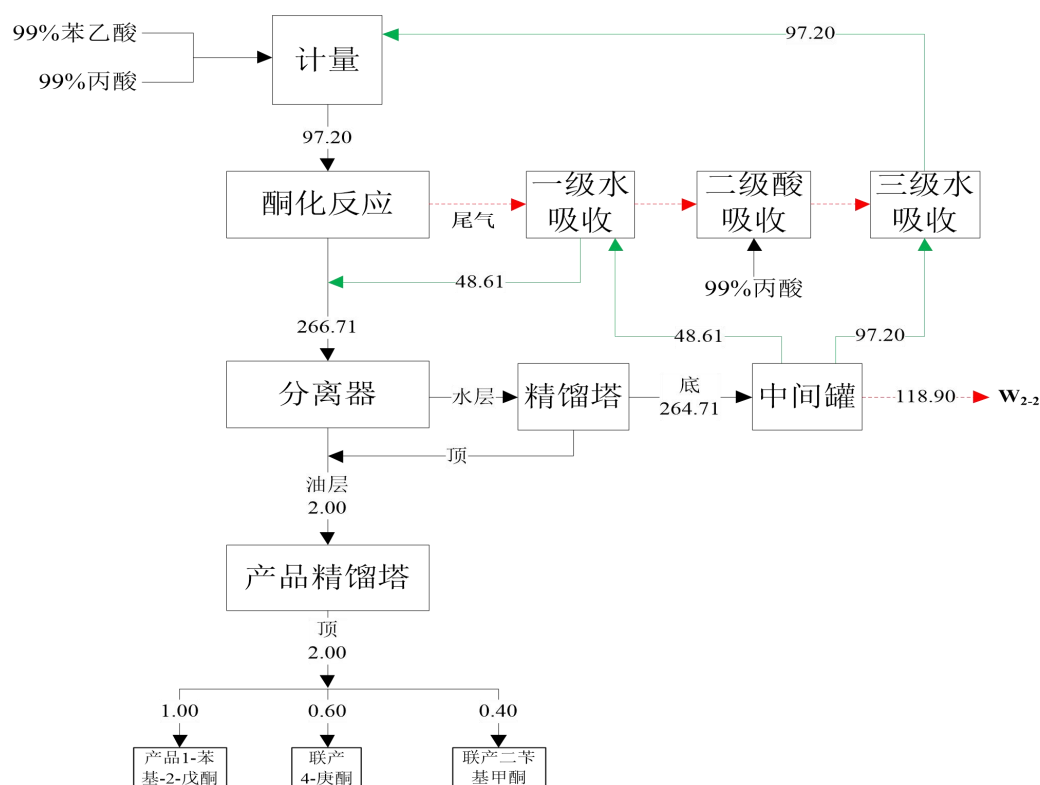 99%苯乙酸
99%丙酸
计量
97.20
97.20
酮化反应
尾气
一级水
吸收
二级酸
吸收
三级水
吸收
48.61
99%丙酸
266.71
48.61
97.20
分离器
水层
精馏塔
底
264.71
中间罐
118.90
W2-2
顶
油层
2.00
产品精馏塔
顶
2.00
1.00
0.60
0.40
产品1-苯
基-2-戊酮
联产
4-庚酮
联产二苄
基甲酮